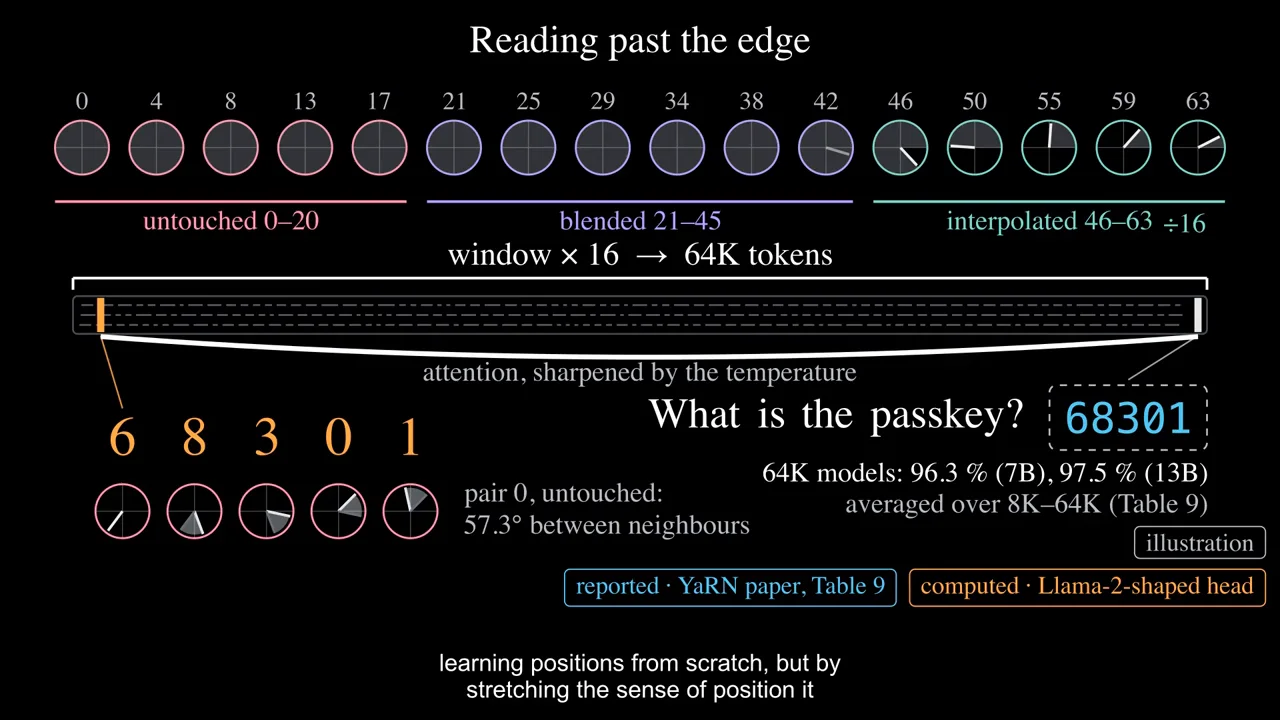 Reading past the edge
0 4 8 13 17 21 25 29 34 38 42 46 50 55 59 63
untouched 0–20 blended 21–45 interpolated 46–63 ÷16
window × 16 → 64K tokens
attention, sharpened by the temperature
6 8 3 0 1
What is the passkey? 68301
64K models: 96.3 % (7B), 97.5 % (13B)
averaged over 8K–64K (Table 9)
pair 0, untouched:
57.3° between neighbours
illustration
reported · YaRN paper, Table 9
computed · Llama-2-shaped head
learning positions from scratch, but by
stretching the sense of position it